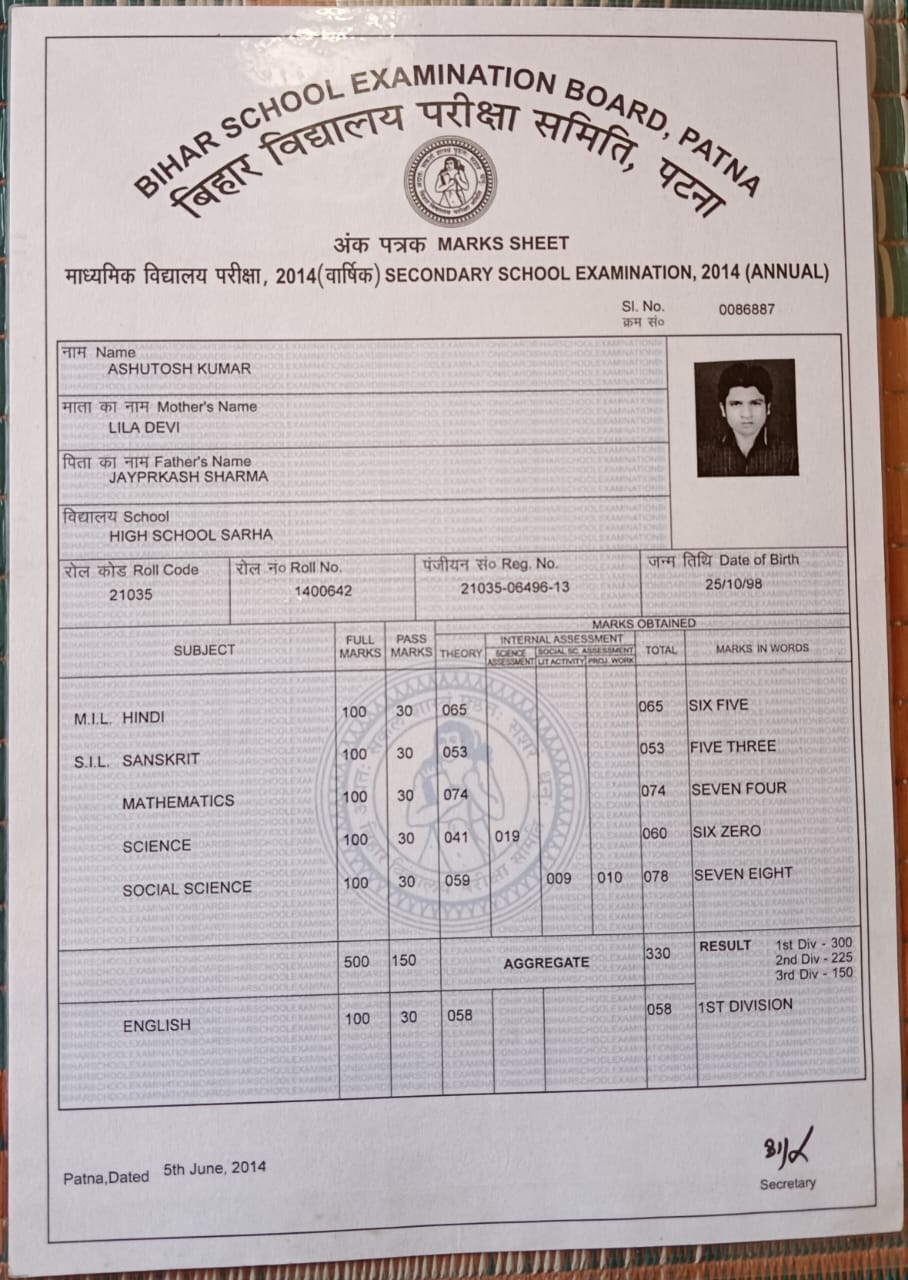 BIHAR SCHOOL EXAMINATION BOARD, PATNA
बिहार विद्यालय परीक्षा समिति, पटना
अंक पत्रक MARKS SHEET
माध्यमिक विद्यालय परीक्षा, 2014(वार्षिक) SECONDARY SCHOOL EXAMINATION, 2014 (ANNUAL)
Sl. No. 0086887
क्रम सं०
नाम Name
ASHUTOSH KUMAR
माता का नाम Mother's Name
LILA DEVI
पिता का नाम Father's Name
JAYPRKASH SHARMA
विद्यालय School
HIGH SCHOOL SARHA
रोल कोड Roll Code रोल नं० Roll No. पंजीयन सं० Reg. No. जन्म तिथि Date of Birth
21035 1400642 21035-06496-13 25/10/98
MARKS OBTAINED
SUBJECT FULL MARKS PASS MARKS THEORY INTERNAL ASSESSMENT TOTAL MARKS IN WORDS
SCIENCE ASSESSMENT SOCIAL SC. ASSESSMENT
LIT ACTIVITY PROJ. WORK
M.I.L. HINDI 100 30 065 065 SIX FIVE
S.I.L. SANSKRIT 100 30 053 053 FIVE THREE
MATHEMATICS 100 30 074 074 SEVEN FOUR
SCIENCE 100 30 041 019 060 SIX ZERO
SOCIAL SCIENCE 100 30 059 009 010 078 SEVEN EIGHT
500 150 AGGREGATE 330 RESULT 1st Div - 300
2nd Div - 225
3rd Div - 150
ENGLISH 100 30 058 058 1ST DIVISION
Patna,Dated 5th June, 2014
Secretary